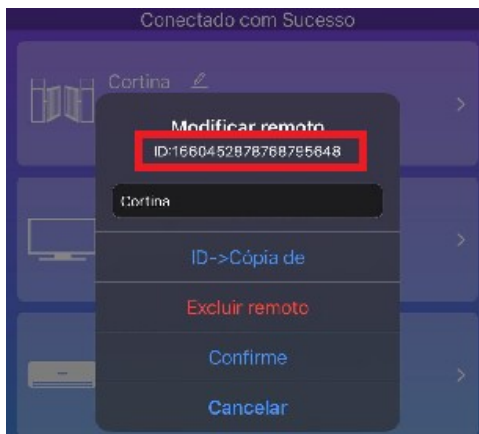 Conectado com Sucesso
Cortina
Modificar remoto
ID:1660452878768795648
Cortina
ID->Cópia de
Excluir remoto
Confirme
Cancelar